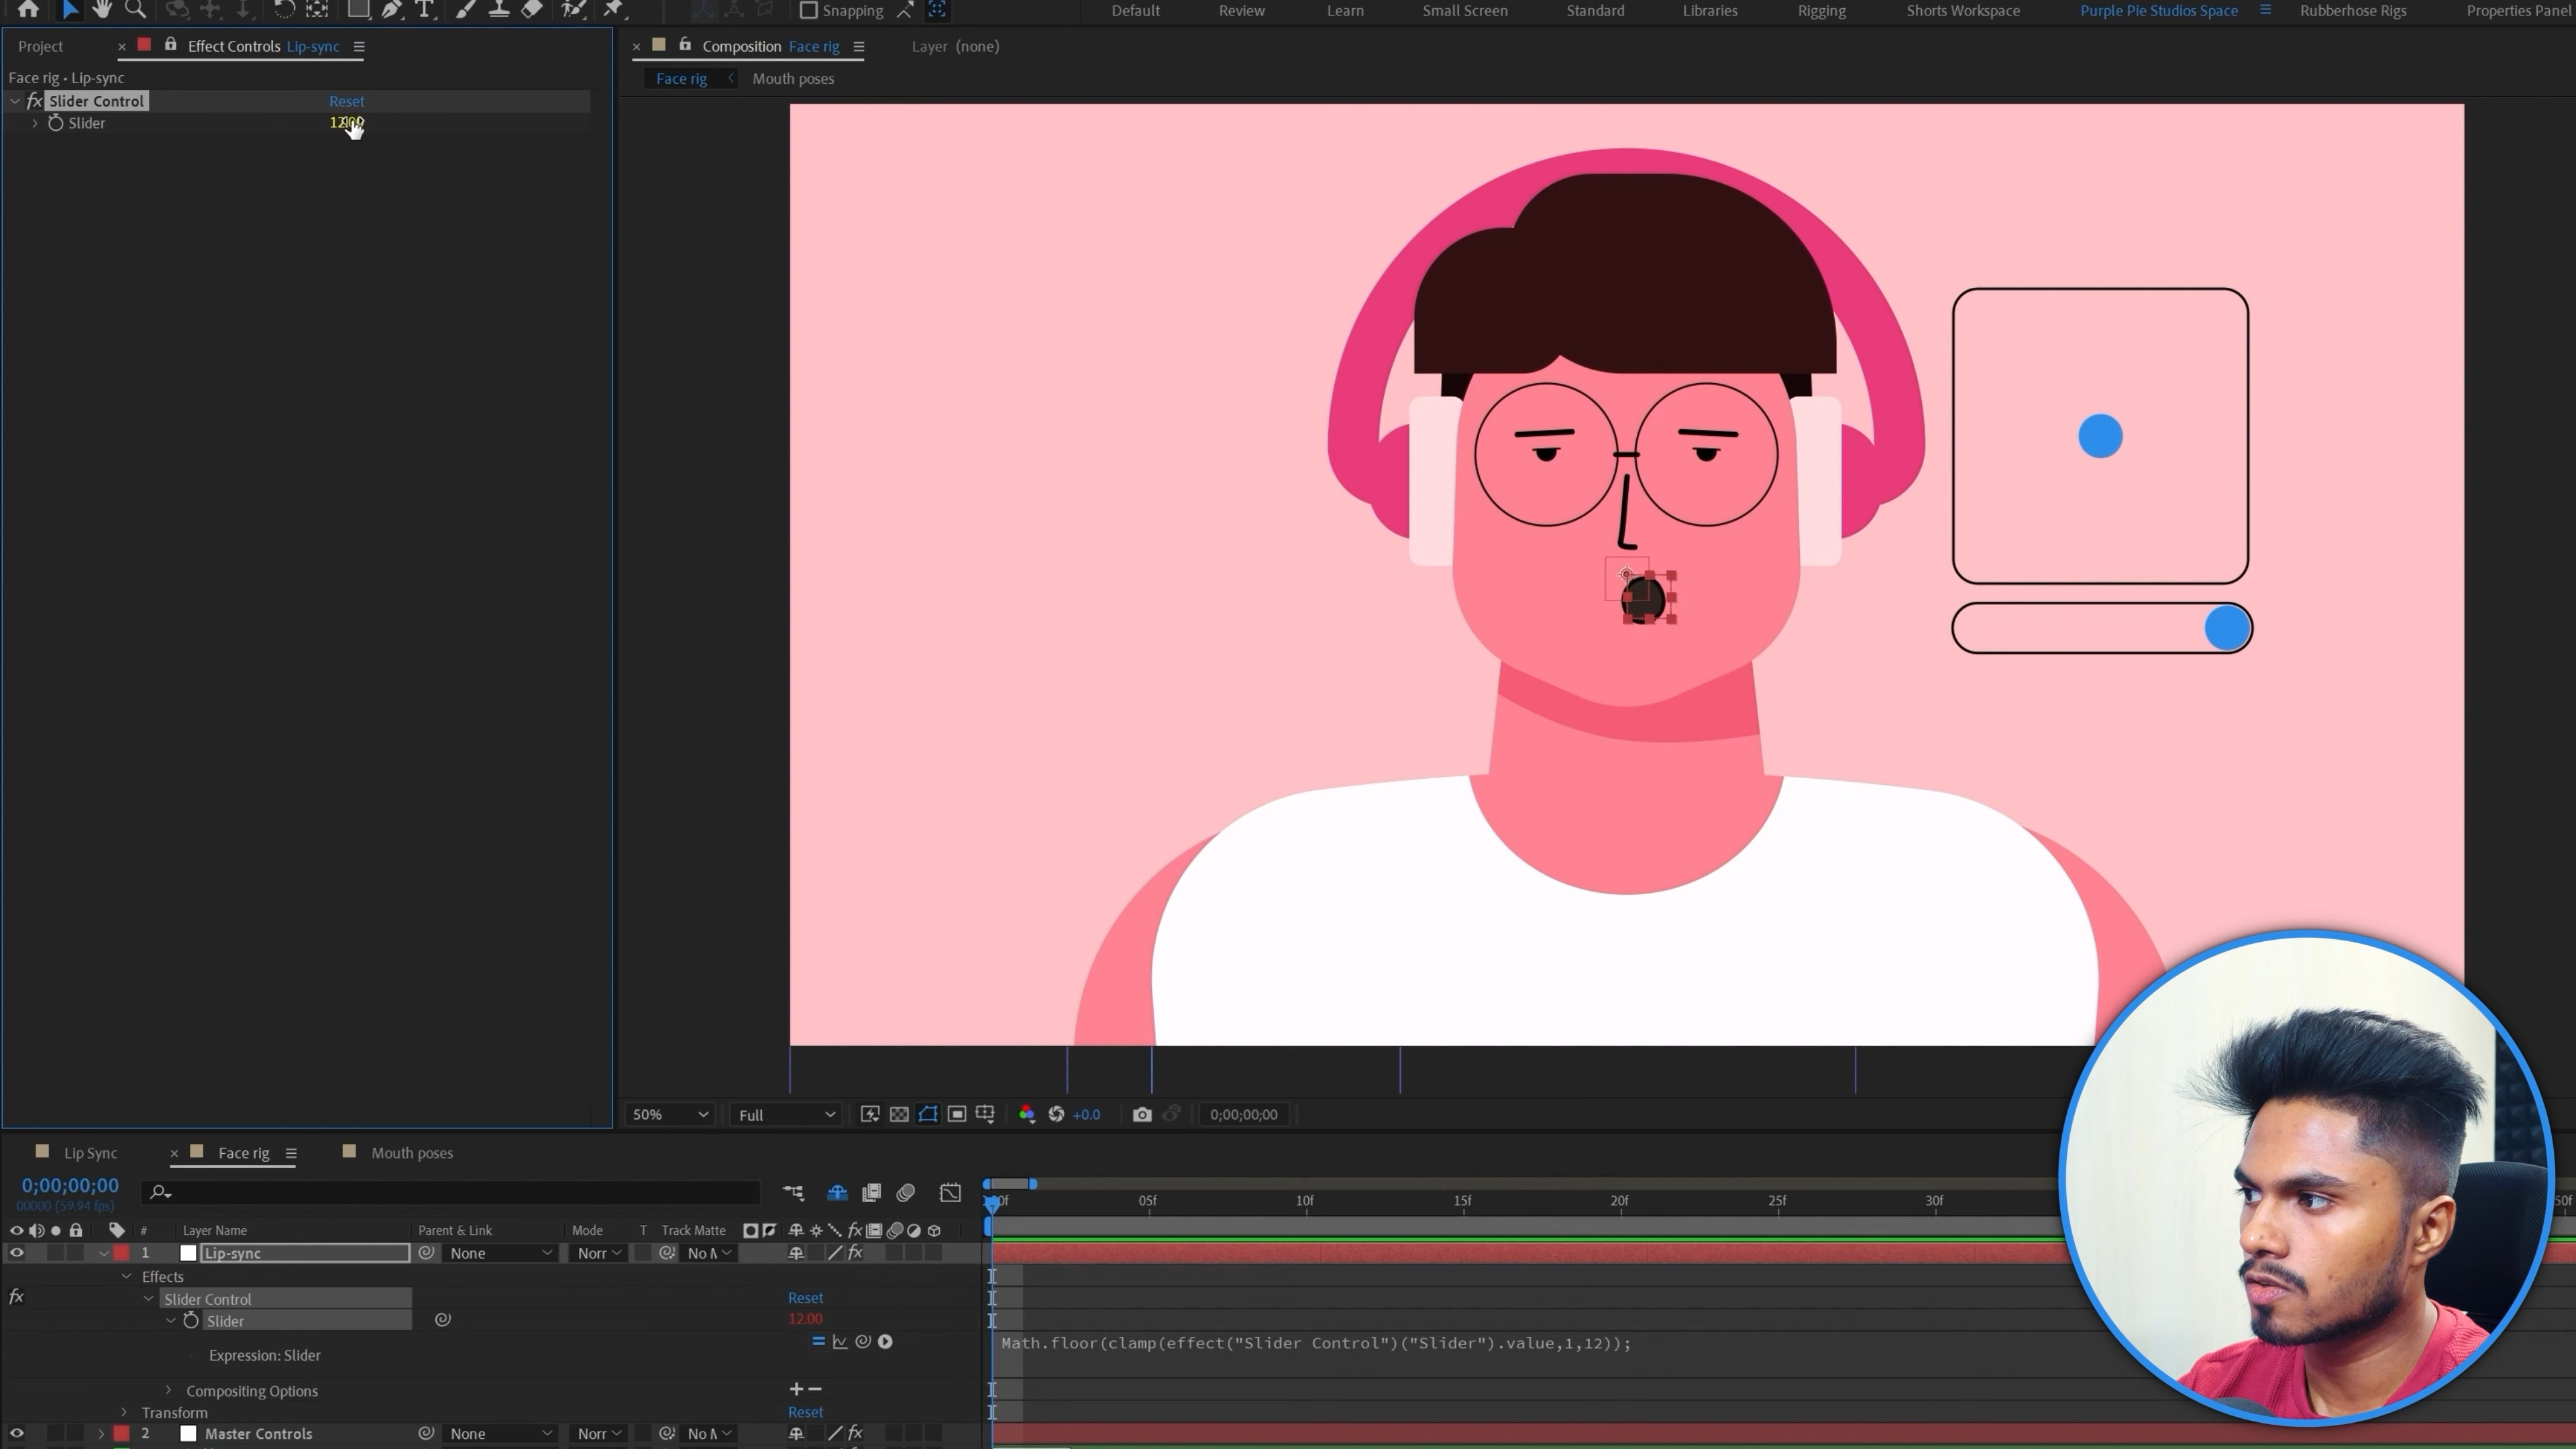 Snapping
Default Review Learn Small Screen Standard Libraries Rigging Shorts Workspace Purple Pie Studios Space Rubberhose Rigs Properties Panel
Project × Effect Controls Lip-sync
× Composition Face rig Layer (none)
Face rig • Lip-sync
Face rig Mouth poses
fx Slider Control Reset
Slider
50% Full +0.0 0;00;00;00
Lip Sync × Face rig Mouth poses
0;00;00;00
00000 (59.94 fps)
05f 10f 15f 20f 25f 30f
# Layer Name Parent & Link Mode T Track Matte
1 Lip-sync None Norr No M
Effects
fx Slider Control Reset
Slider 12.00
Math.floor(clamp(effect("Slider Control")("Slider").value,1,12));
Expression: Slider
Compositing Options +−
Transform Reset
2 Master Controls None Norr No M